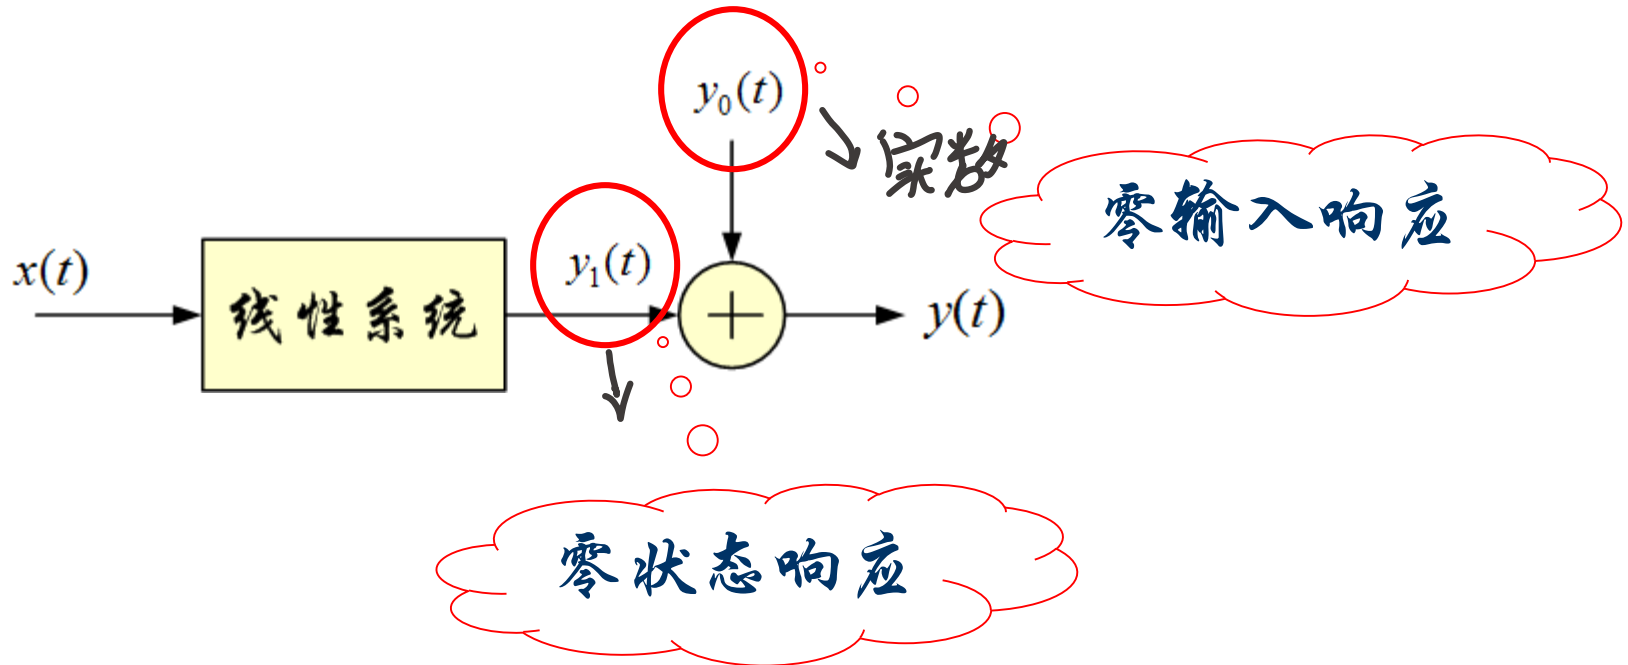 y₀(t)
实数
零输入响应
x(t)
线性系统
y₁(t)
+
y(t)
零状态响应